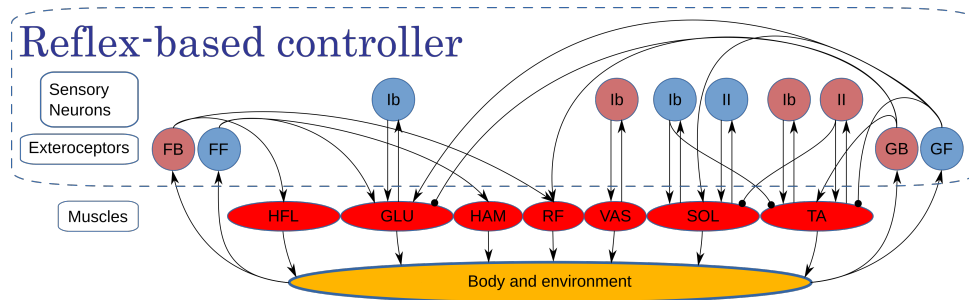 Reflex-based controller
Sensory
Neurons
Ib
Ib
Ib
II
Ib
II
Exteroceptors
FB
FF
GB
GF
Muscles
HFL
GLU
HAM
RF
VAS
SOL
TA
Body and environment